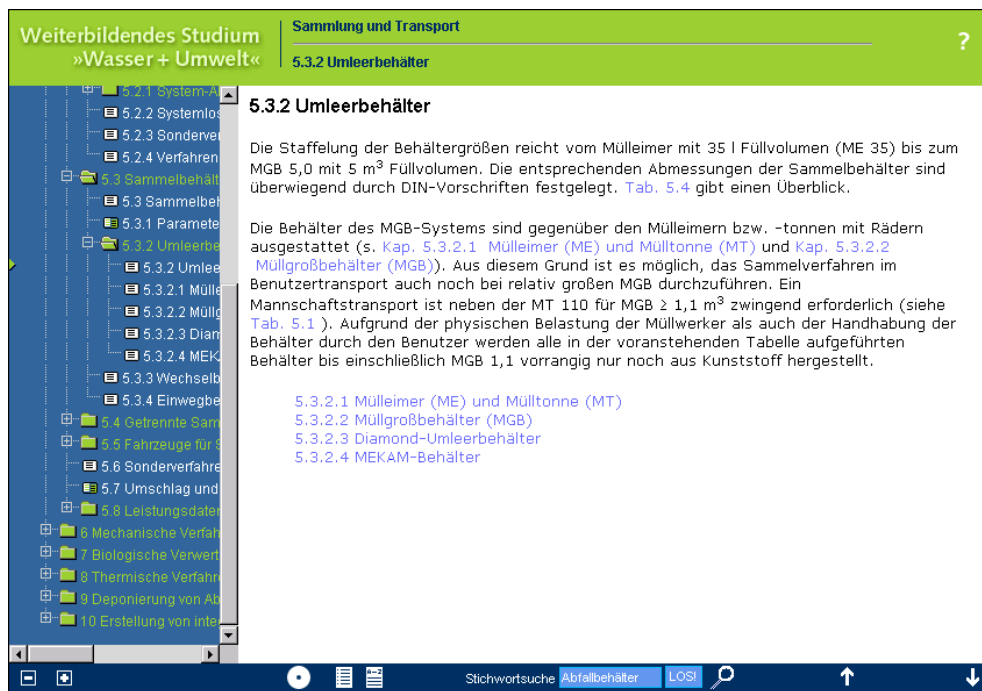 Weiterbildendes Studium
»Wasser + Umwelt«
Sammlung und Transport
5.3.2 Umleerbehälter
?
5.2.1 System-A
5.2.2 Systemlos
5.2.3 Sonderver
5.2.4 Verfahren
5.3 Sammelbehält
5.3 Sammelbeh
5.3.1 Paramete
5.3.2 Umleerbe
5.3.2 Umlee
5.3.2.1 Mülle
5.3.2.2 Müllg
5.3.2.3 Diam
5.3.2.4 MEK
5.3.3 Wechselb
5.3.4 Einwegbe
5.4 Getrennte Sam
5.5 Fahrzeuge für S
5.6 Sonderverfahre
5.7 Umschlag und
5.8 Leistungsdaten
6 Mechanische Verfah
7 Biologische Verwert
8 Thermische Verfahre
9 Deponierung von Ab
10 Erstellung von inte
5.3.2 Umleerbehälter
Die Staffelung der Behältergrößen reicht vom Mülleimer mit 35 l Füllvolumen (ME 35) bis zum
MGB 5,0 mit 5 m³ Füllvolumen. Die entsprechenden Abmessungen der Sammelbehälter sind
überwiegend durch DIN-Vorschriften festgelegt. Tab. 5.4 gibt einen Überblick.
Die Behälter des MGB-Systems sind gegenüber den Mülleimern bzw. -tonnen mit Rädern
ausgestattet (s. Kap. 5.3.2.1 Mülleimer (ME) und Mülltonne (MT) und Kap. 5.3.2.2
Müllgroßbehälter (MGB)). Aus diesem Grund ist es möglich, das Sammelverfahren im
Benutzertransport auch noch bei relativ großen MGB durchzuführen. Ein
Mannschaftstransport ist neben der MT 110 für MGB ≥ 1,1 m³ zwingend erforderlich (siehe
Tab. 5.1 ). Aufgrund der physischen Belastung der Müllwerker als auch der Handhabung der
Behälter durch den Benutzer werden alle in der voranstehenden Tabelle aufgeführten
Behälter bis einschließlich MGB 1,1 vorrangig nur noch aus Kunststoff hergestellt.
5.3.2.1 Mülleimer (ME) und Mülltonne (MT)
5.3.2.2 Müllgroßbehälter (MGB)
5.3.2.3 Diamond-Umleerbehälter
5.3.2.4 MEKAM-Behälter
Stichwortsuche Abfallbehälter LOS!